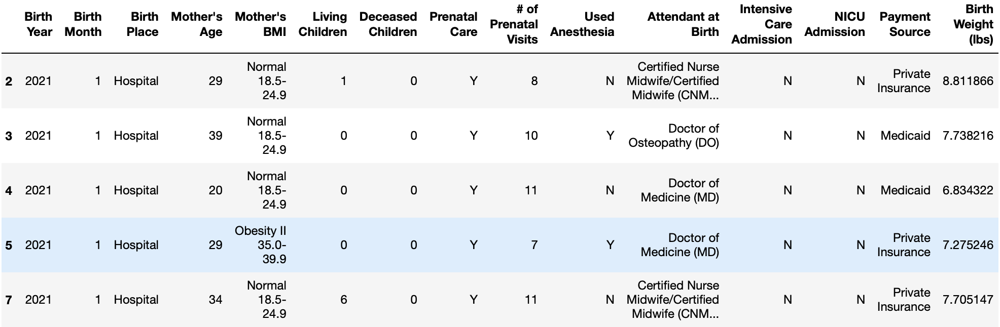 Birth Year Birth Month Birth Place Mother's Age Mother's BMI Living Children Deceased Children Prenatal Care # of Prenatal Visits Used Anesthesia Attendant at Birth Intensive Care Admission NICU Admission Payment Source Birth Weight (lbs)
2 2021 1 Hospital 29 Normal 18.5-24.9 1 0 Y 8 N Certified Nurse Midwife/Certified Midwife (CNM... N N Private Insurance 8.811866
3 2021 1 Hospital 39 Normal 18.5-24.9 0 0 Y 10 Y Doctor of Osteopathy (DO) N N Medicaid 7.738216
4 2021 1 Hospital 20 Normal 18.5-24.9 0 0 Y 11 N Doctor of Medicine (MD) N N Medicaid 6.834322
5 2021 1 Hospital 29 Obesity II 35.0-39.9 0 0 Y 7 Y Doctor of Medicine (MD) N N Private Insurance 7.275246
7 2021 1 Hospital 34 Normal 18.5-24.9 6 0 Y 11 N Certified Nurse Midwife/Certified Midwife (CNM... N N Private Insurance 7.705147